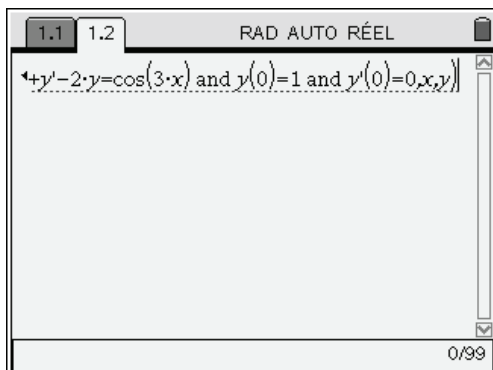 1.1 1.2 RAD AUTO RÉEL
+y'−2·y=cos(3·x) and y(0)=1 and y'(0)=0,x,y)
0/99